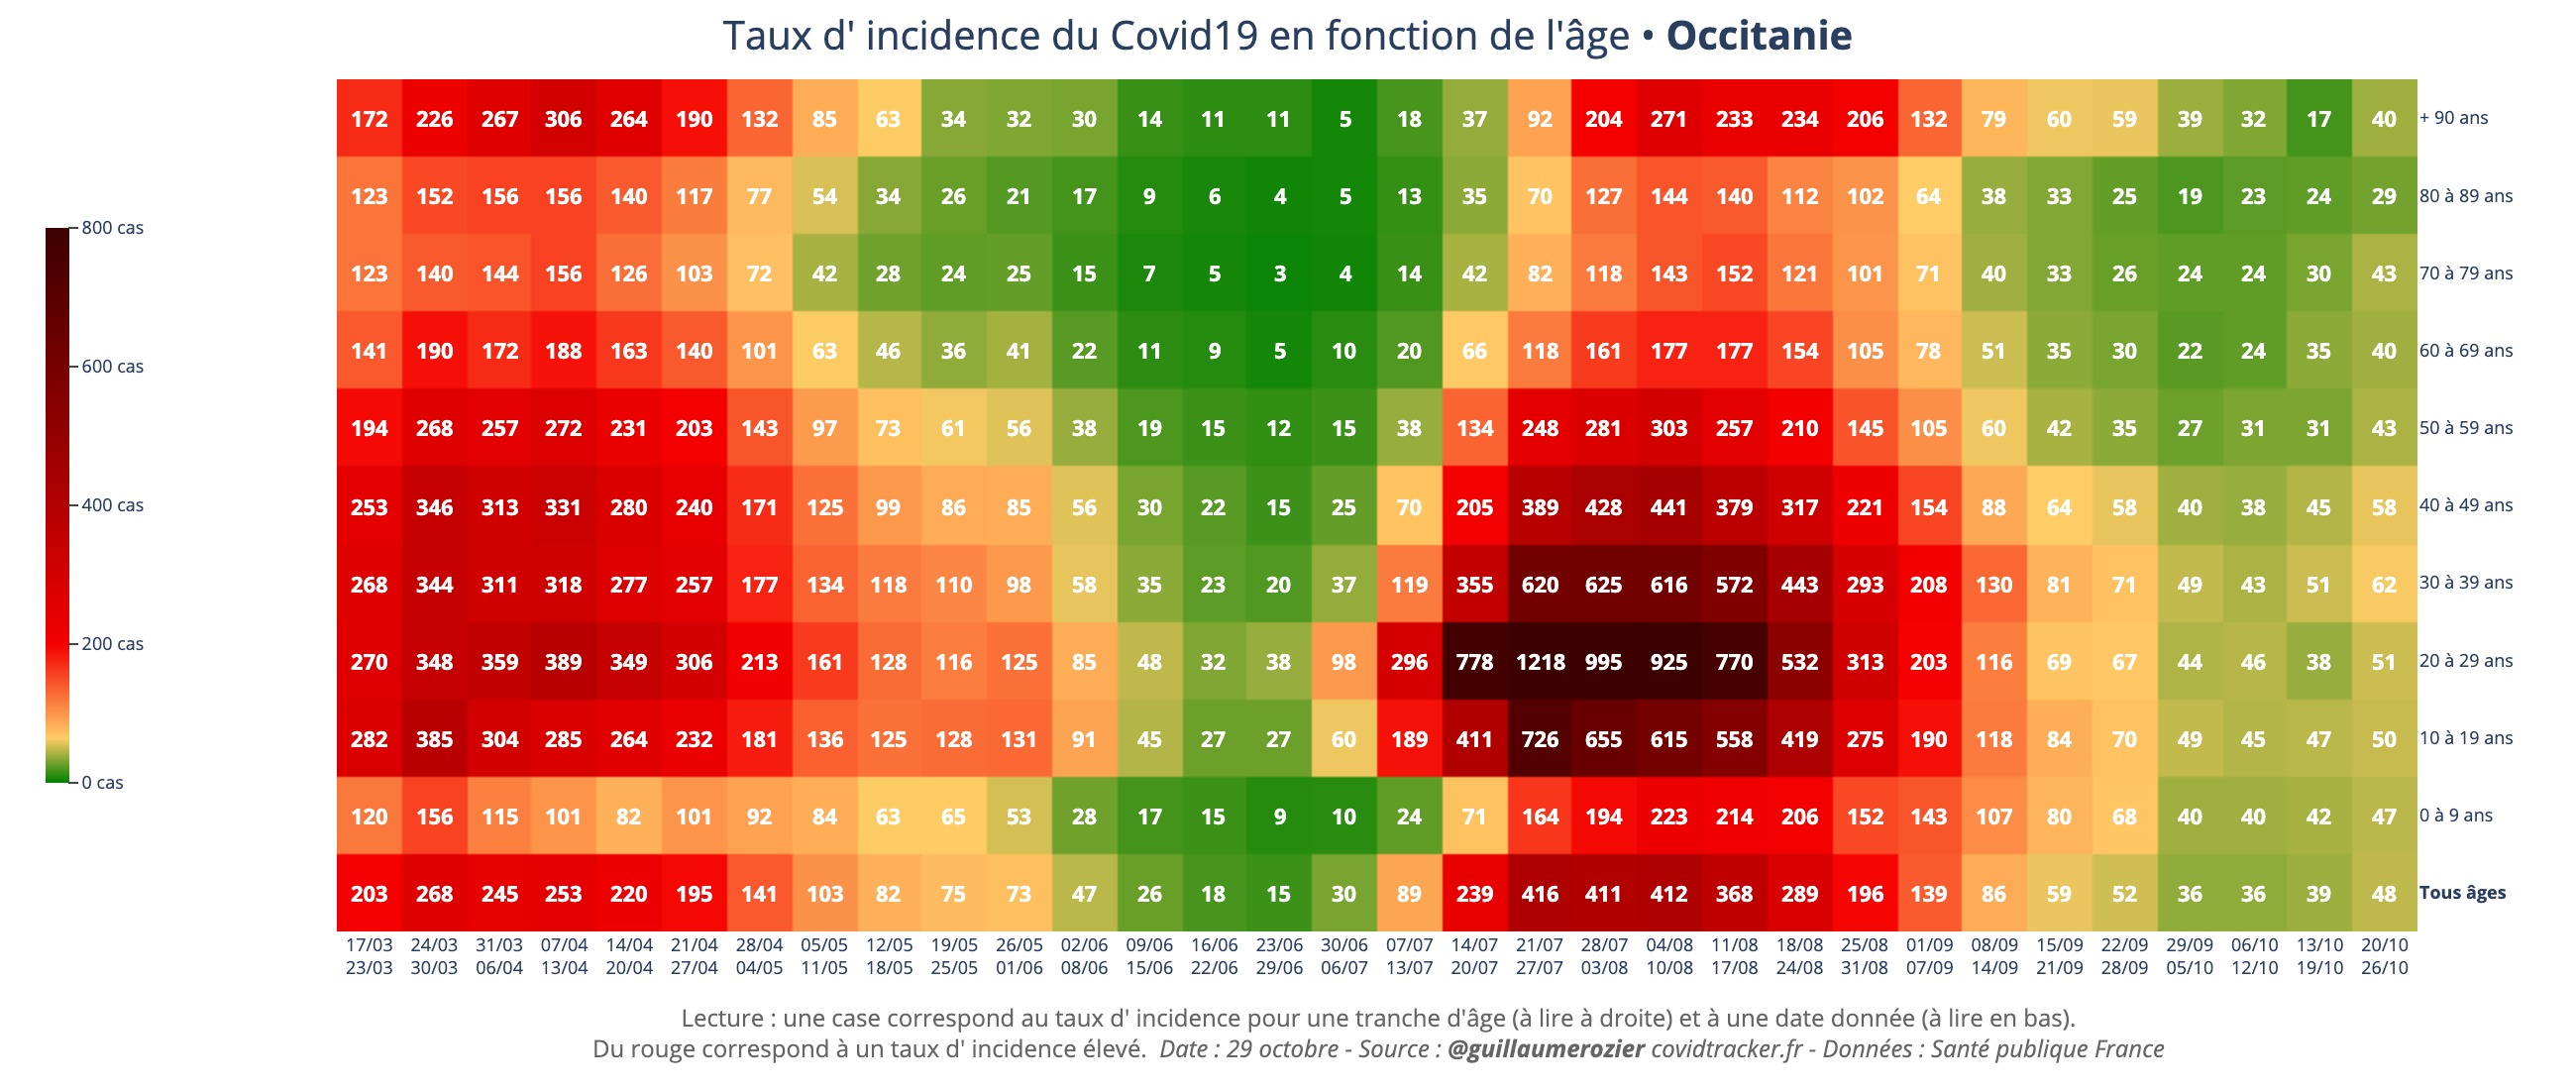 Taux d' incidence du Covid19 en fonction de l'âge • Occitanie
172 226 267 306 264 190 132 85 63 34 32 30 14 11 11 5 18 37 92 204 271 233 234 206 132 79 60 59 39 32 17 40 + 90 ans
123 152 156 156 140 117 77 54 34 26 21 17 9 6 4 5 13 35 70 127 144 140 112 102 64 38 33 25 19 23 24 29 80 à 89 ans
800 cas
123 140 144 156 126 103 72 42 28 24 25 15 7 5 3 4 14 42 82 118 143 152 121 101 71 40 33 26 24 24 30 43 70 à 79 ans
141 190 172 188 163 140 101 63 46 36 41 22 11 9 5 10 20 66 118 161 177 177 154 105 78 51 35 30 22 24 35 40 60 à 69 ans
600 cas
194 268 257 272 231 203 143 97 73 61 56 38 19 15 12 15 38 134 248 281 303 257 210 145 105 60 42 35 27 31 31 43 50 à 59 ans
400 cas
253 346 313 331 280 240 171 125 99 86 85 56 30 22 15 25 70 205 389 428 441 379 317 221 154 88 64 58 40 38 45 58 40 à 49 ans
268 344 311 318 277 257 177 134 118 110 98 58 35 23 20 37 119 355 620 625 616 572 443 293 208 130 81 71 49 43 51 62 30 à 39 ans
200 cas
270 348 359 389 349 306 213 161 128 116 125 85 48 32 38 98 296 778 1218 995 925 770 532 313 203 116 69 67 44 46 38 51 20 à 29 ans
282 385 304 285 264 232 181 136 125 128 131 91 45 27 27 60 189 411 726 655 615 558 419 275 190 118 84 70 49 45 47 50 10 à 19 ans
0 cas
120 156 115 101 82 101 92 84 63 65 53 28 17 15 9 10 24 71 164 194 223 214 206 152 143 107 80 68 40 40 42 47 0 à 9 ans
203 268 245 253 220 195 141 103 82 75 73 47 26 18 15 30 89 239 416 411 412 368 289 196 139 86 59 52 36 36 39 48 Tous âges
17/03 24/03 31/03 07/04 14/04 21/04 28/04 05/05 12/05 19/05 26/05 02/06 09/06 16/06 23/06 30/06 07/07 14/07 21/07 28/07 04/08 11/08 18/08 25/08 01/09 08/09 15/09 22/09 29/09 06/10 13/10 20/10
23/03 30/03 06/04 13/04 20/04 27/04 04/05 11/05 18/05 25/05 01/06 08/06 15/06 22/06 29/06 06/07 13/07 20/07 27/07 03/08 10/08 17/08 24/08 31/08 07/09 14/09 21/09 28/09 05/10 12/10 19/10 26/10
Lecture : une case correspond au taux d' incidence pour une tranche d'âge (à lire à droite) et à une date donnée (à lire en bas).
Du rouge correspond à un taux d' incidence élevé. Date : 29 octobre - Source : @guillaumerozier covidtracker.fr - Données : Santé publique France